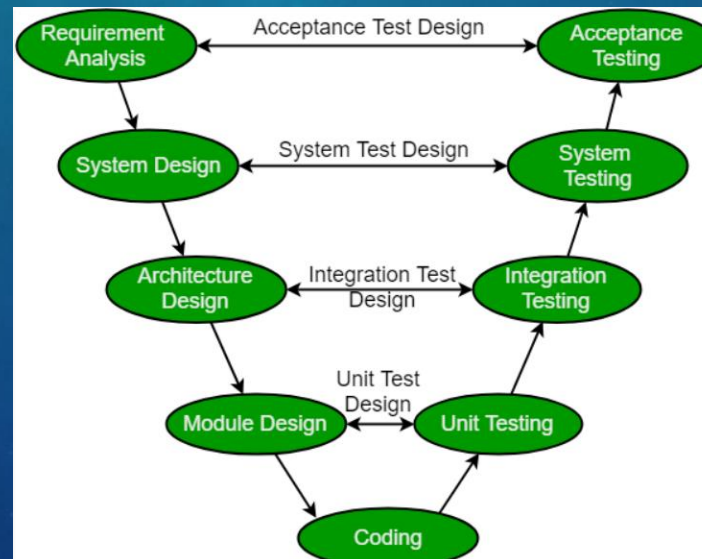 Requirement
Analysis
Acceptance Test Design
Acceptance
Testing
System Design
System Test Design
System
Testing
Architecture
Design
Integration Test
Design
Integration
Testing
Module Design
Unit Test
Design
Unit Testing
Coding